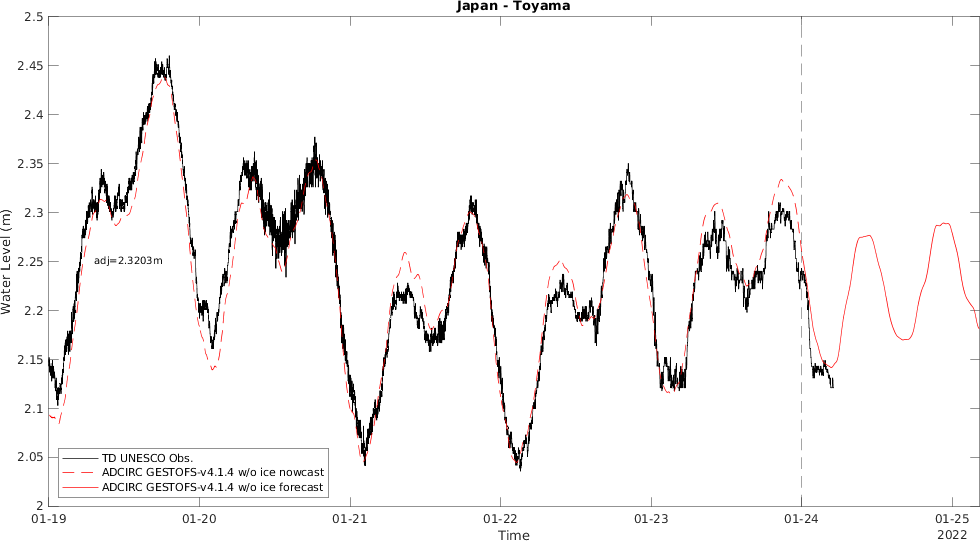 Japan - Toyama
2.5
2.45
2.4
2.35
2.3
2.25
2.2
2.15
2.1
2.05
2
Water Level (m)
adj=2.3203m
TD UNESCO Obs.
ADCIRC GESTOFS-v4.1.4 w/o ice nowcast
ADCIRC GESTOFS-v4.1.4 w/o ice forecast
01-19 01-20 01-21 01-22 01-23 01-24 01-25
Time
2022